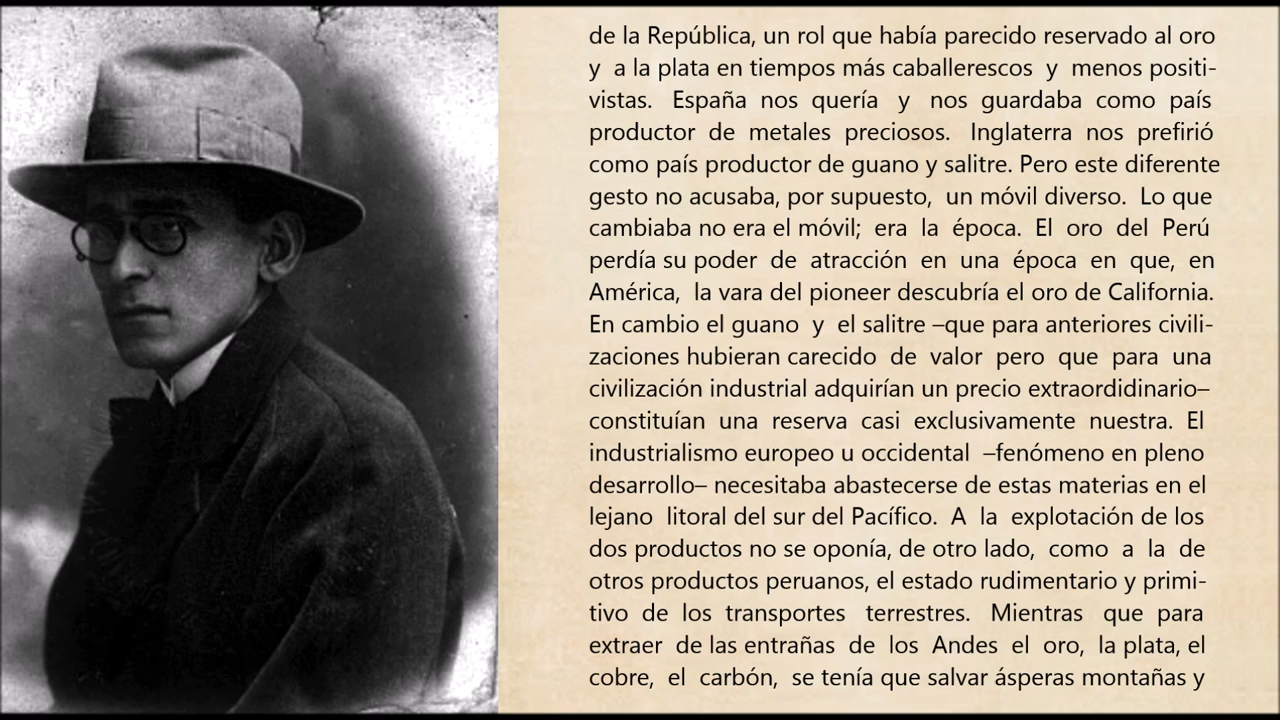 de la República, un rol que había parecido reservado al oro
y a la plata en tiempos más caballerescos y menos positi-
vistas. España nos quería y nos guardaba como país
productor de metales preciosos. Inglaterra nos prefirió
como país productor de guano y salitre. Pero este diferente
gesto no acusaba, por supuesto, un móvil diverso. Lo que
cambiaba no era el móvil; era la época. El oro del Perú
perdía su poder de atracción en una época en que, en
América, la vara del pioneer descubría el oro de California.
En cambio el guano y el salitre –que para anteriores civili-
zaciones hubieran carecido de valor pero que para una
civilización industrial adquirían un precio extraordidinario–
constituían una reserva casi exclusivamente nuestra. El
industrialismo europeo u occidental –fenómeno en pleno
desarrollo– necesitaba abastecerse de estas materias en el
lejano litoral del sur del Pacífico. A la explotación de los
dos productos no se oponía, de otro lado, como a la de
otros productos peruanos, el estado rudimentario y primi-
tivo de los transportes terrestres. Mientras que para
extraer de las entrañas de los Andes el oro, la plata, el
cobre, el carbón, se tenía que salvar ásperas montañas y